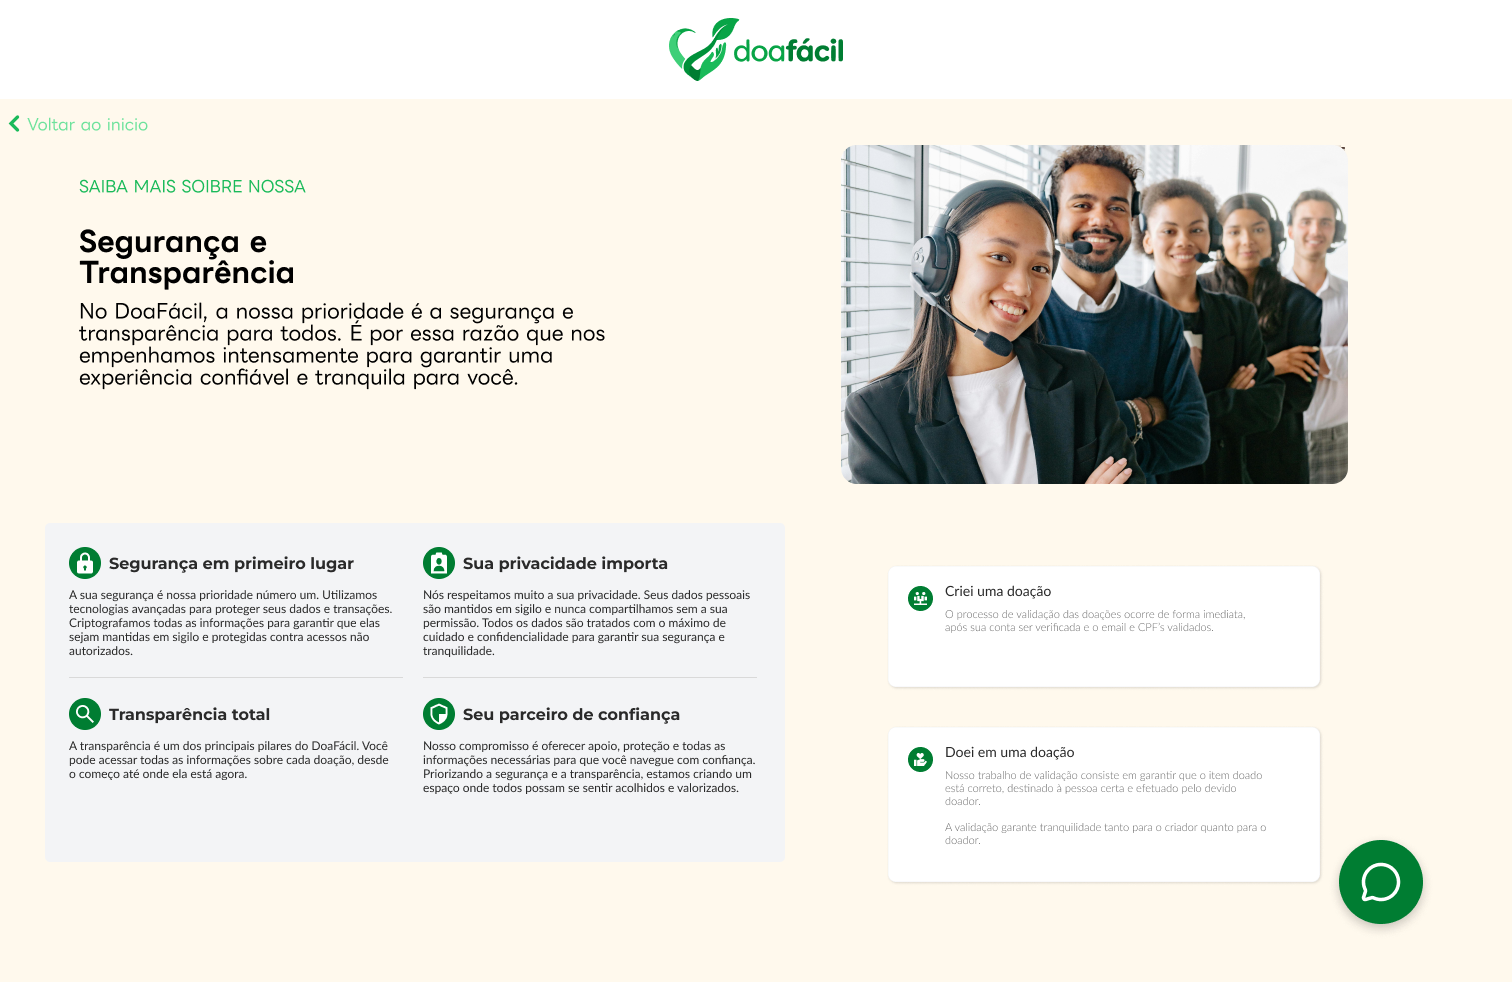 doafácil
Voltar ao inicio
SAIBA MAIS SOIBRE NOSSA
Segurança e
Transparência
No DoaFácil, a nossa prioridade é a segurança e
transparência para todos. É por essa razão que nos
empenhamos intensamente para garantir uma
experiência confiável e tranquila para você.
Segurança em primeiro lugar
A sua segurança é nossa prioridade número um. Utilizamos
tecnologias avançadas para proteger seus dados e transações.
Criptografamos todas as informações para garantir que elas
sejam mantidas em sigilo e protegidas contra acessos não
autorizados.
Sua privacidade importa
Nós respeitamos muito a sua privacidade. Seus dados pessoais
são mantidos em sigilo e nunca compartilhamos sem a sua
permissão. Todos os dados são tratados com o máximo de
cuidado e confidencialidade para garantir sua segurança e
tranquilidade.
Transparência total
A transparência é um dos principais pilares do DoaFácil. Você
pode acessar todas as informações sobre cada doação, desde
o começo até onde ela está agora.
Seu parceiro de confiança
Nosso compromisso é oferecer apoio, proteção e todas as
informações necessárias para que você navegue com confiança.
Priorizando a segurança e a transparência, estamos criando um
espaço onde todos possam se sentir acolhidos e valorizados.
Criei uma doação
O processo de validação das doações ocorre de forma imediata,
após sua conta ser verificada e o email e CPF's validados.
Doei em uma doação
Nosso trabalho de validação consiste em garantir que o item doado
está correto, destinado à pessoa certa e efetuado pelo devido
doador.
A validação garante tranquilidade tanto para o criador quanto para o
doador.